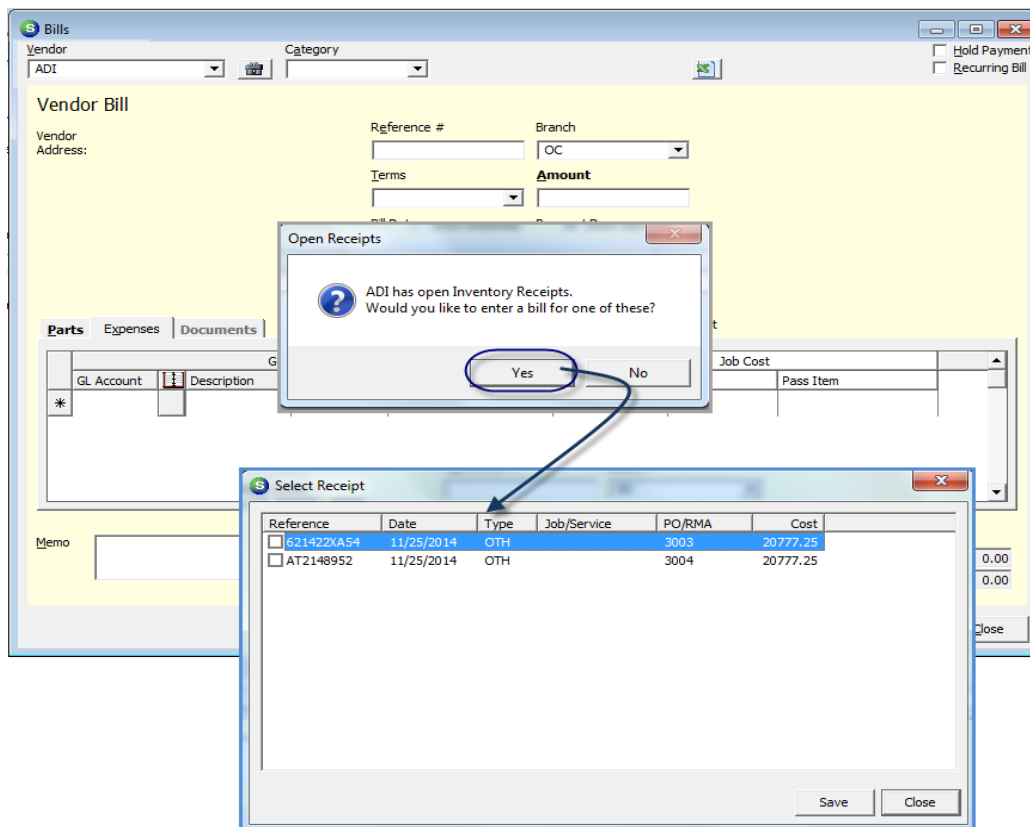 Bills
Vendor
Category
Hold Payment
ADI
Recurring Bill
Vendor Bill
Vendor
Address:
Reference #
Branch
OC
Terms
Amount
Open Receipts
ADI has open Inventory Receipts.
Would you like to enter a bill for one of these?
Yes
No
Parts
Expenses
Documents
Job Cost
GL Account
Description
Pass Item
Select Receipt
Reference Date Type Job/Service PO/RMA Cost
621422XA54 11/25/2014 OTH 3003 20777.25
AT2148952 11/25/2014 OTH 3004 20777.25
Memo
0.00
0.00
Close
Save
Close